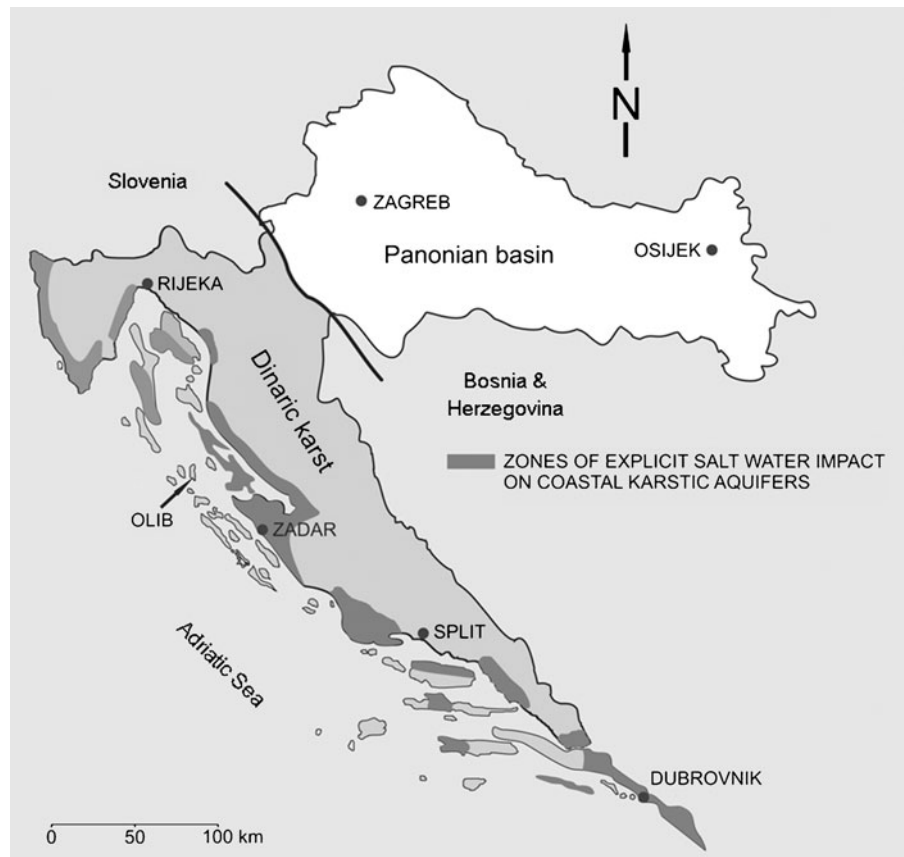 N
Slovenia
ZAGREB
Panonian basin
OSIJEK
RIJEKA
Dinaric karst
Bosnia &
Herzegovina
ZONES OF EXPLICIT SALT WATER IMPACT
ON COASTAL KARSTIC AQUIFERS
OLIB
ZADAR
SPLIT
Adriatic Sea
DUBROVNIK
0 50 100 km